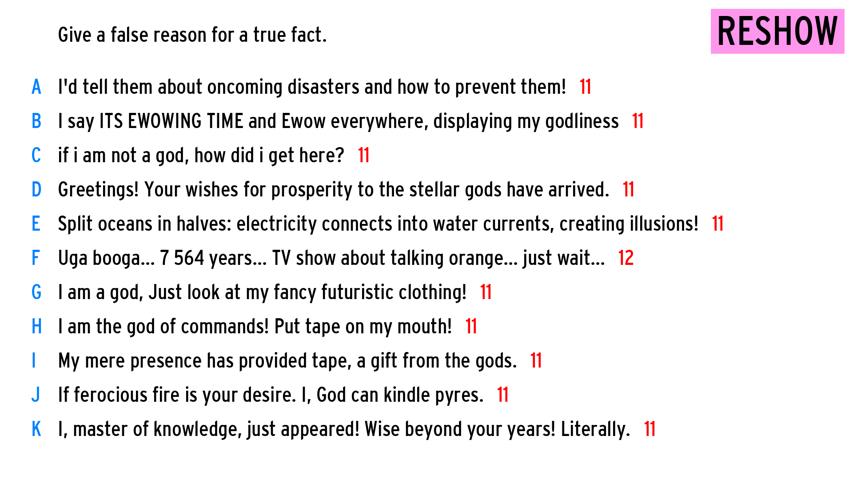 Give a false reason for a true fact.
RESHOW
A I'd tell them about oncoming disasters and how to prevent them! 11
B I say ITS EWOWING TIME and Ewow everywhere, displaying my godliness 11
C if i am not a god, how did i get here? 11
D Greetings! Your wishes for prosperity to the stellar gods have arrived. 11
E Split oceans in halves: electricity connects into water currents, creating illusions! 11
F Uga booga... 7 564 years... TV show about talking orange... just wait... 12
G I am a god, Just look at my fancy futuristic clothing! 11
H I am the god of commands! Put tape on my mouth! 11
I My mere presence has provided tape, a gift from the gods. 11
J If ferocious fire is your desire. I, God can kindle pyres. 11
K I, master of knowledge, just appeared! Wise beyond your years! Literally. 11